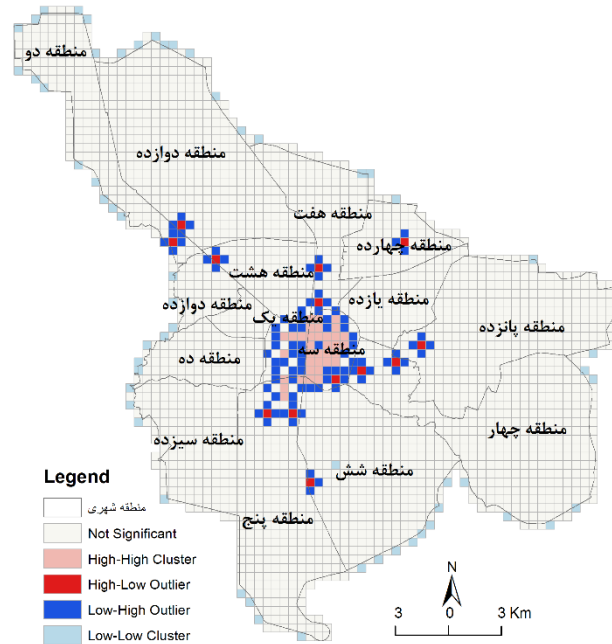 منطقه دو
منطقه دوازده
منطقه هفت
منطقه چهارده
منطقه هشت
منطقه یازده
منطقه دوازده
منطقه یک
منطقه پانزده
منطقه سه
منطقه ده
منطقه چهار
منطقه سیزده
منطقه شش
منطقه پنج
Legend
منطقه شهری
Not Significant
High-High Cluster
High-Low Outlier
Low-High Outlier
Low-Low Cluster
N
3 0 3 Km